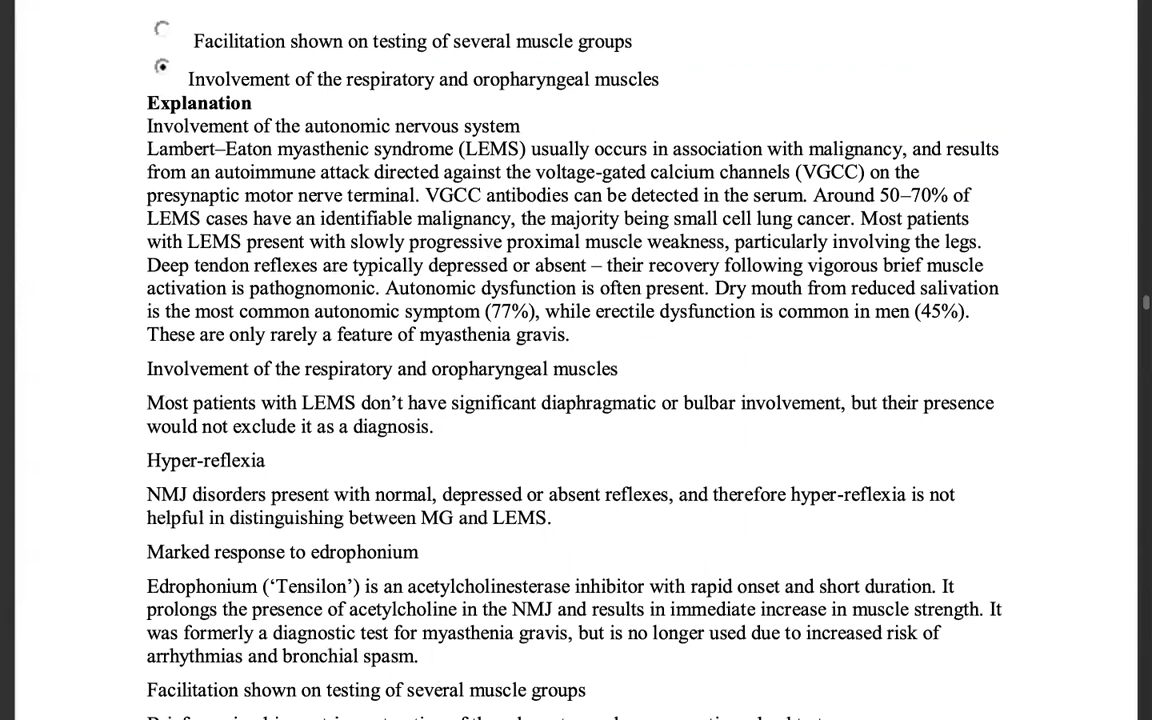 Facilitation shown on testing of several muscle groups
Involvement of the respiratory and oropharyngeal muscles
Explanation
Involvement of the autonomic nervous system
Lambert–Eaton myasthenic syndrome (LEMS) usually occurs in association with malignancy, and results
from an autoimmune attack directed against the voltage-gated calcium channels (VGCC) on the
presynaptic motor nerve terminal. VGCC antibodies can be detected in the serum. Around 50–70% of
LEMS cases have an identifiable malignancy, the majority being small cell lung cancer. Most patients
with LEMS present with slowly progressive proximal muscle weakness, particularly involving the legs.
Deep tendon reflexes are typically depressed or absent – their recovery following vigorous brief muscle
activation is pathognomonic. Autonomic dysfunction is often present. Dry mouth from reduced salivation
is the most common autonomic symptom (77%), while erectile dysfunction is common in men (45%).
These are only rarely a feature of myasthenia gravis.
Involvement of the respiratory and oropharyngeal muscles
Most patients with LEMS don’t have significant diaphragmatic or bulbar involvement, but their presence
would not exclude it as a diagnosis.
Hyper-reflexia
NMJ disorders present with normal, depressed or absent reflexes, and therefore hyper-reflexia is not
helpful in distinguishing between MG and LEMS.
Marked response to edrophonium
Edrophonium (‘Tensilon’) is an acetylcholinesterase inhibitor with rapid onset and short duration. It
prolongs the presence of acetylcholine in the NMJ and results in immediate increase in muscle strength. It
was formerly a diagnostic test for myasthenia gravis, but is no longer used due to increased risk of
arrhythmias and bronchial spasm.
Facilitation shown on testing of several muscle groups